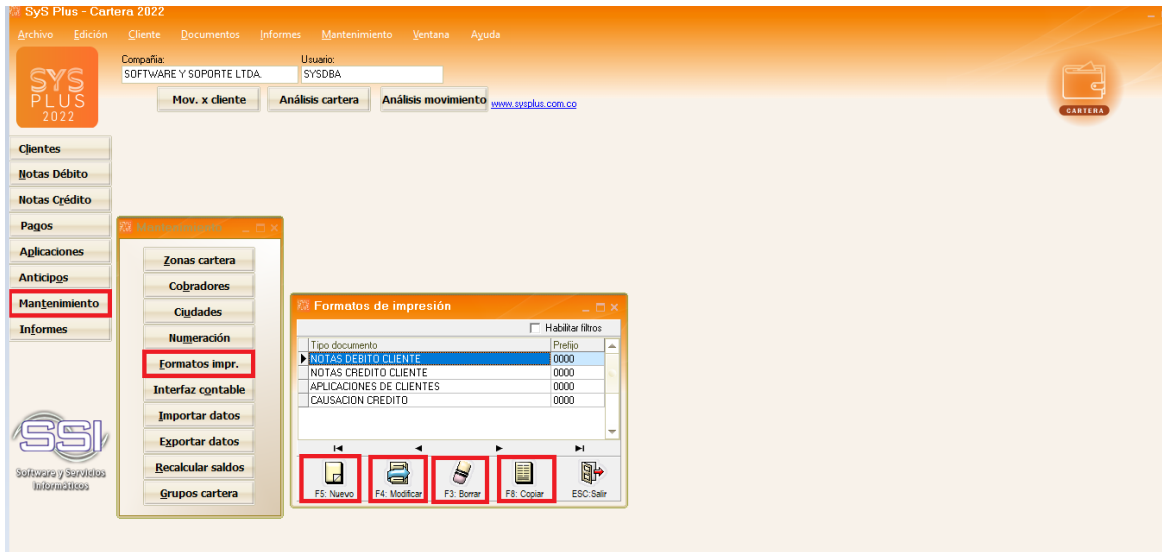 SyS Plus - Cartera 2022
Archivo Edición Cliente Documentos Informes Mantenimiento Ventana Ayuda
Compañia: Usuario:
SOFTWARE Y SOPORTE LTDA. SYSDBA
Mov. x cliente Análisis cartera Análisis movimiento www.sysplus.com.co
SYS
PLUS
2022
CARTERA
Clientes
Notas Débito
Notas Crédito
Pagos
Aplicaciones
Anticipos
Mantenimiento
Informes
SSI
Software y Servicios
Informáticos
Mantenimiento
Zonas cartera
Cobradores
Ciudades
Numeración
Formatos impr.
Interfaz contable
Importar datos
Exportar datos
Recalcular saldos
Grupos cartera
Formatos de impresión
Habilitar filtros
Tipo documento Prefijo
NOTAS DEBITO CLIENTE 0000
NOTAS CREDITO CLIENTE 0000
APLICACIONES DE CLIENTES 0000
CAUSACION CREDITO 0000
F5: Nuevo F4: Modificar F3: Borrar F8: Copiar ESC:Salir